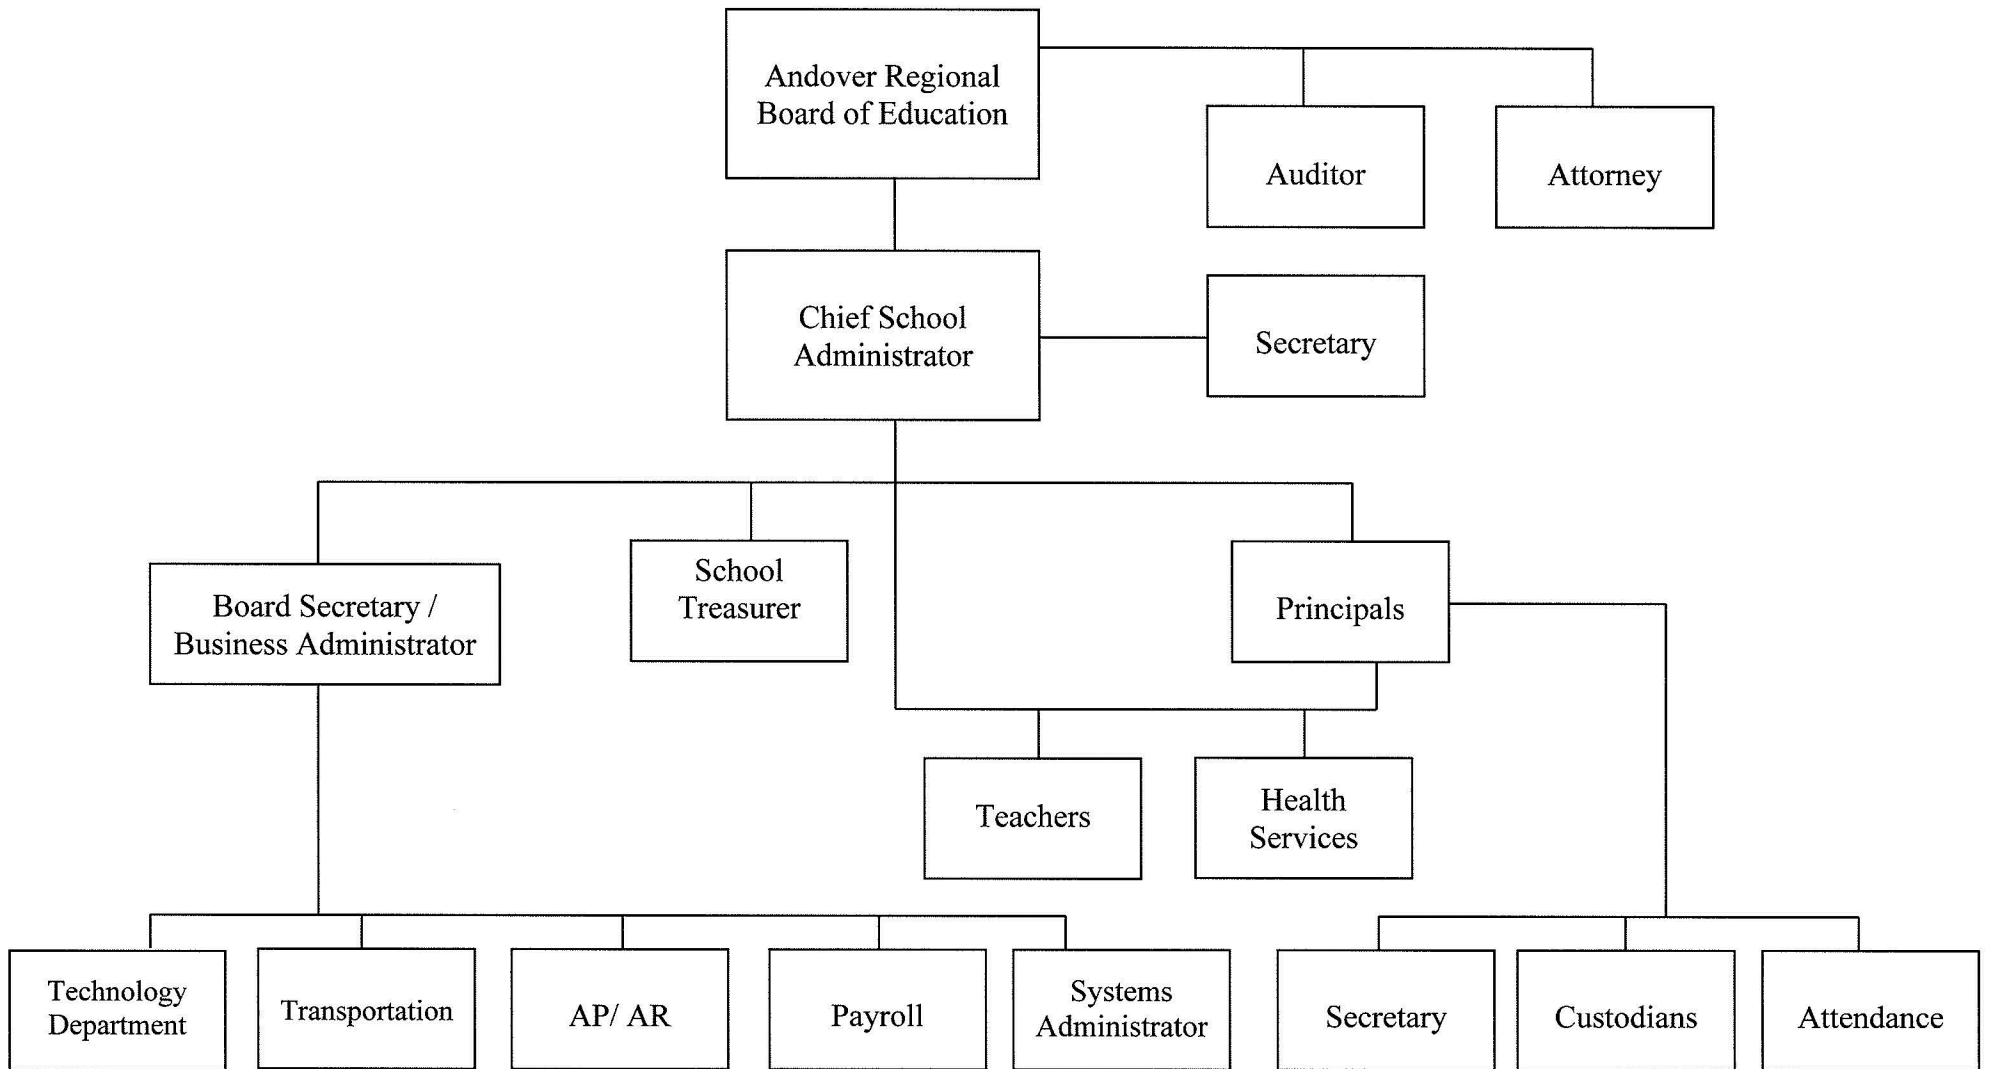 Andover Regional
Board of Education
Auditor
Attorney
Chief School
Administrator
Secretary
Board Secretary /
Business Administrator
School
Treasurer
Principals
Teachers
Health
Services
Technology
Department
Transportation
AP/ AR
Payroll
Systems
Administrator
Secretary
Custodians
Attendance